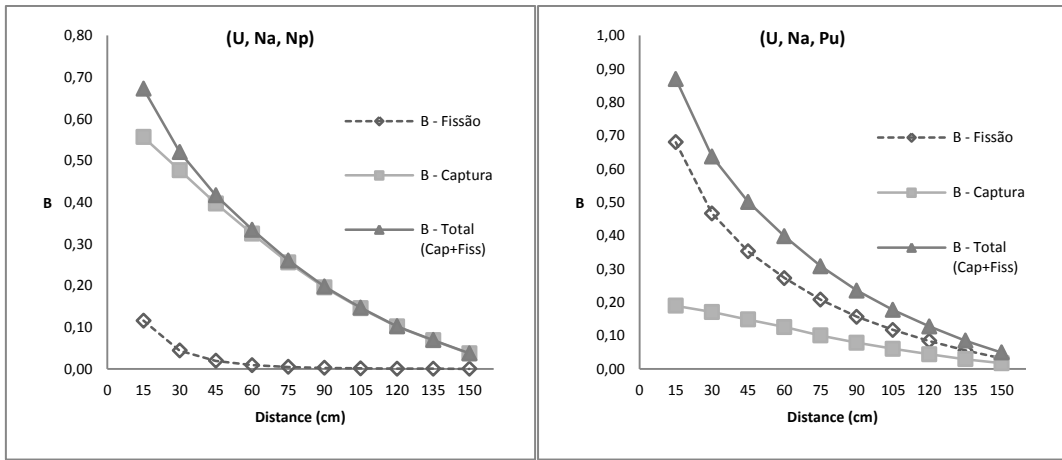 (U, Na, Np)
0,80
0,70
0,60
0,50
0,40
0,30
0,20
0,10
0,00
B
B - Fissão
B - Captura
B - Total
(Cap+Fiss)
0 15 30 45 60 75 90 105 120 135 150
Distance (cm)
(U, Na, Pu)
1,00
0,90
0,80
0,70
0,60
0,50
0,40
0,30
0,20
0,10
0,00
B
B - Fissão
B - Captura
B - Total
(Cap+Fiss)
0 15 30 45 60 75 90 105 120 135 150
Distance (cm)